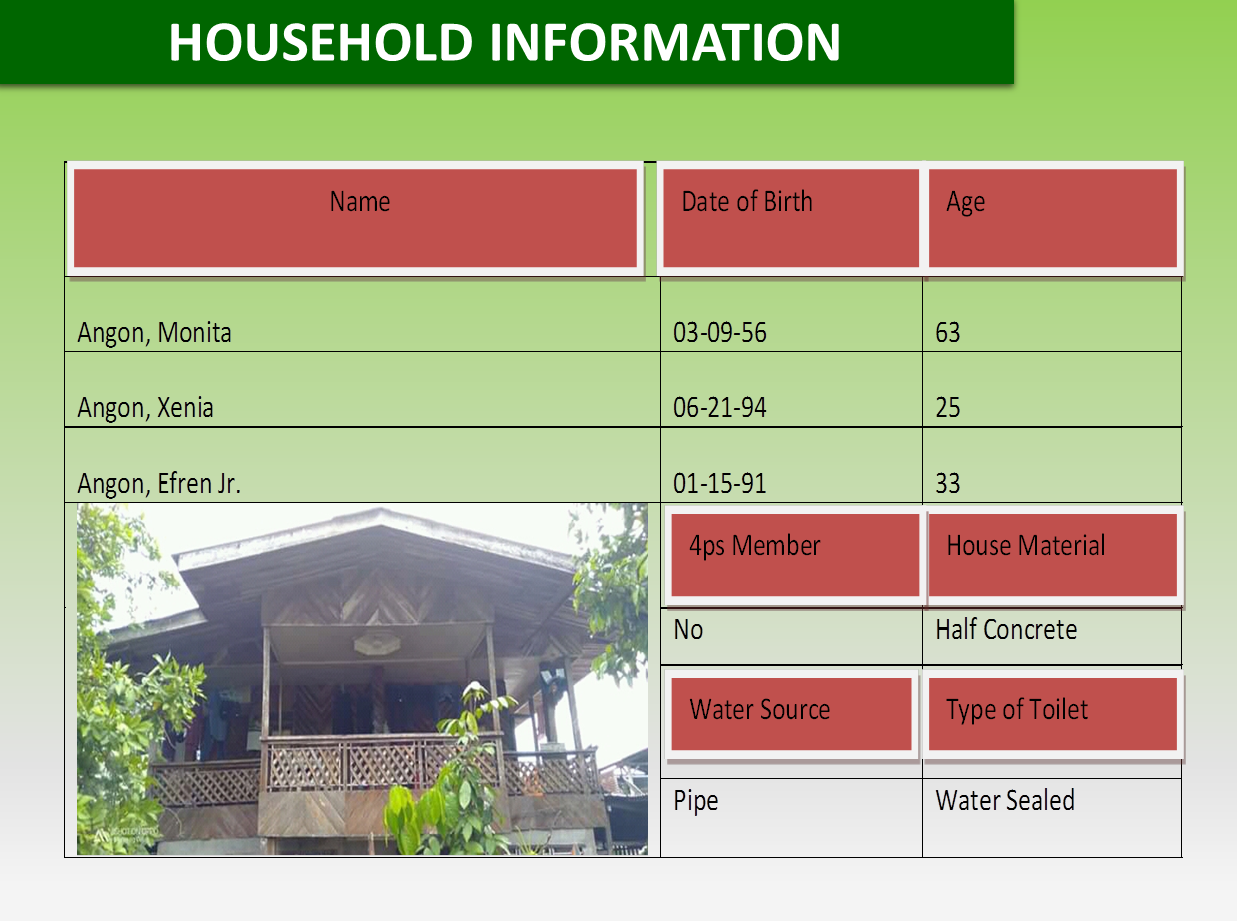 HOUSEHOLD INFORMATION
Name Date of Birth Age
Angon, Monita 03-09-56 63
Angon, Xenia 06-21-94 25
Angon, Efren Jr. 01-15-91 33
4ps Member House Material
No Half Concrete
Water Source Type of Toilet
Pipe Water Sealed